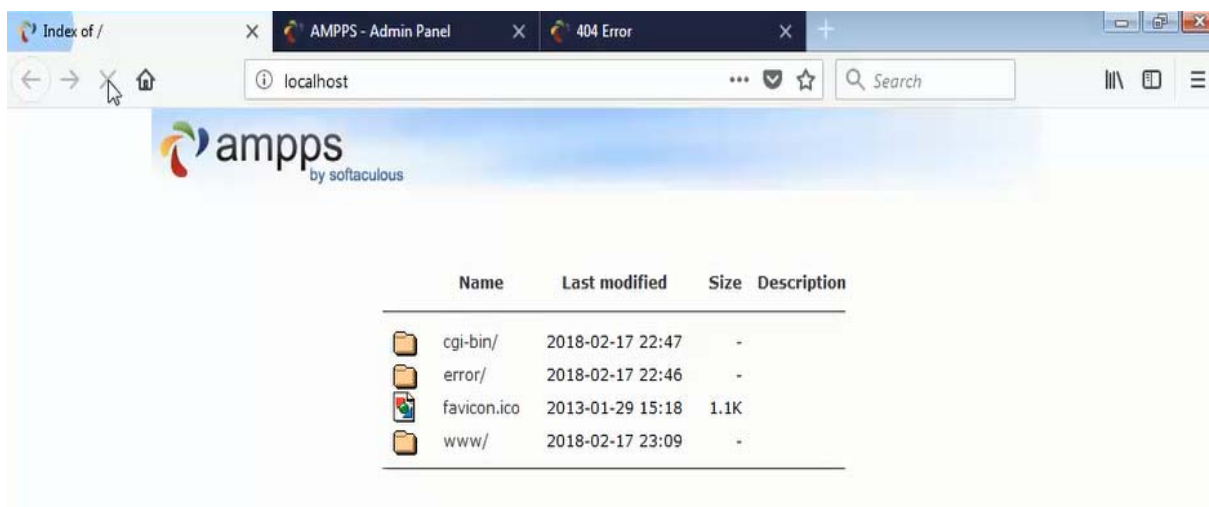 Index of / AMPPS - Admin Panel 404 Error
localhost Search
ampps
by softaculous
Name Last modified Size Description
cgi-bin/ 2018-02-17 22:47 -
error/ 2018-02-17 22:46 -
favicon.ico 2013-01-29 15:18 1.1K
www/ 2018-02-17 23:09 -